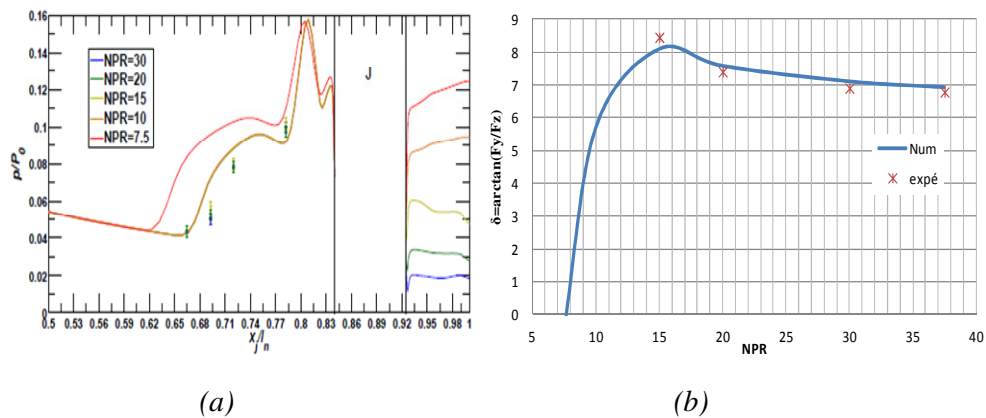 0.16
0.14
0.12
0.10
0.08
0.06
0.04
0.02
0
p/Po
NPR=30
NPR=20
NPR=15
NPR=10
NPR=7.5
J
0.5 0.53 0.56 0.59 0.62 0.65 0.68 0.71 0.74 0.77 0.8 0.83 0.86 0.89 0.92 0.95 0.98 1
Xj/ln
(a)
9
8
7
6
5
4
3
2
1
0
δ=arctan(Fy/Fz)
Num
expé
5 10 15 20 25 30 35 40
NPR
(b)